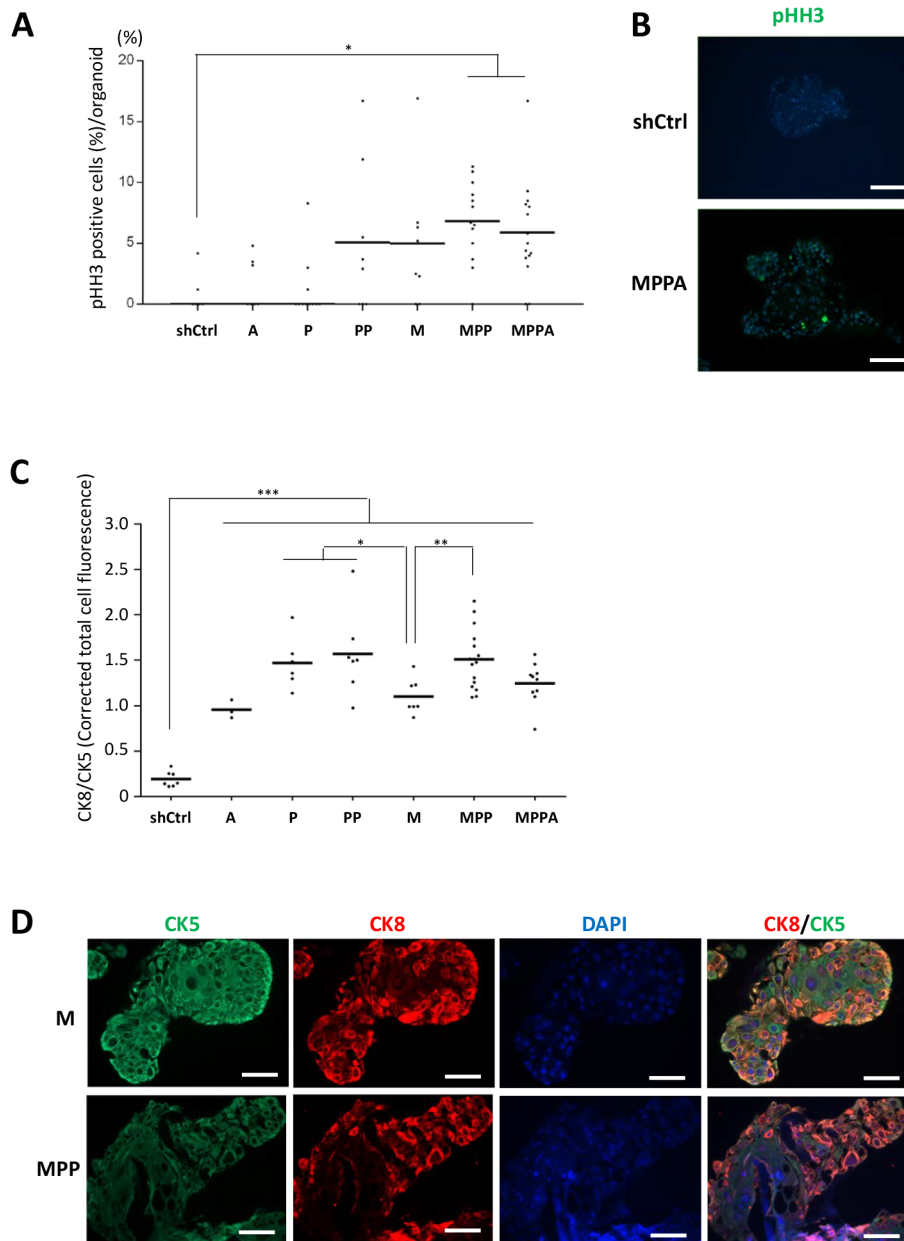 A
(%)
*
20
15
10
5
0
pHH3 positive cells (%)/organoid
shCtrl A P PP M MPP MPPA
B
pHH3
shCtrl
MPPA
C
***
* **
3.0
2.5
2.0
1.5
1.0
0.5
0
CK8/CK5 (Corrected total cell fluorescence)
shCtrl A P PP M MPP MPPA
D
CK5 CK8 DAPI CK8/CK5
M
MPP